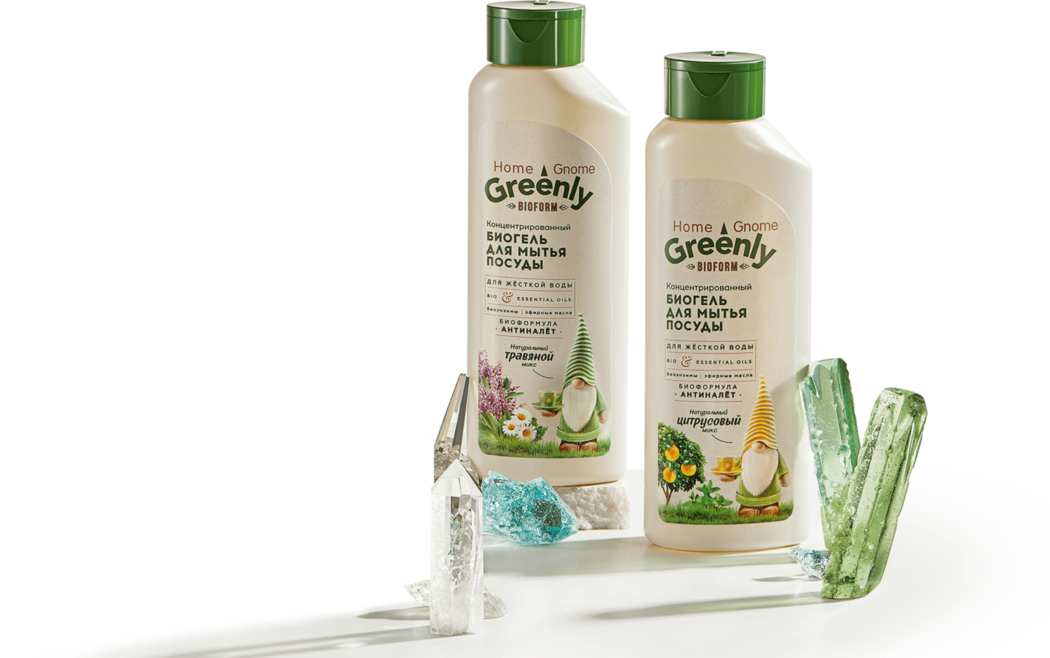 Home Gnome
Greenly
BIOFORM
Концентрированный
БИОГЕЛЬ
ДЛЯ МЫТЬЯ
ПОСУДЫ
ДЛЯ ЖЁСТКОЙ ВОДЫ
BIO & ESSENTIAL OILS
биоэнзимы | эфирные масла
БИОФОРМУЛА
· АНТИНАЛЁТ ·
Натуральный
травяной
микс
Home Gnome
Greenly
BIOFORM
Концентрированный
БИОГЕЛЬ
ДЛЯ МЫТЬЯ
ПОСУДЫ
ДЛЯ ЖЁСТКОЙ ВОДЫ
BIO & ESSENTIAL OILS
биоэнзимы | эфирные масла
БИОФОРМУЛА
· АНТИНАЛЁТ ·
Натуральный
цитрусовый
микс